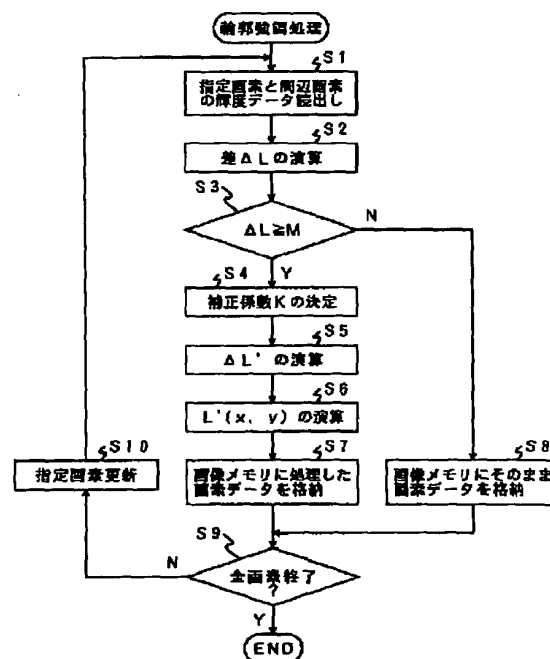 輪郭強調処理
S1
指定画素と周辺画素
の輝度データ読出し
S2
差ΔLの演算
S3
ΔL≧M
N
Y
S4
補正係数Kの決定
S5
ΔL'の演算
S6
L'(x, y)の演算
S7
画像メモリに処理した
画素データを格納
S8
画像メモリにそのまま
画素データを格納
S10
指定画素更新
S9
全画素終了
?
N
Y
END